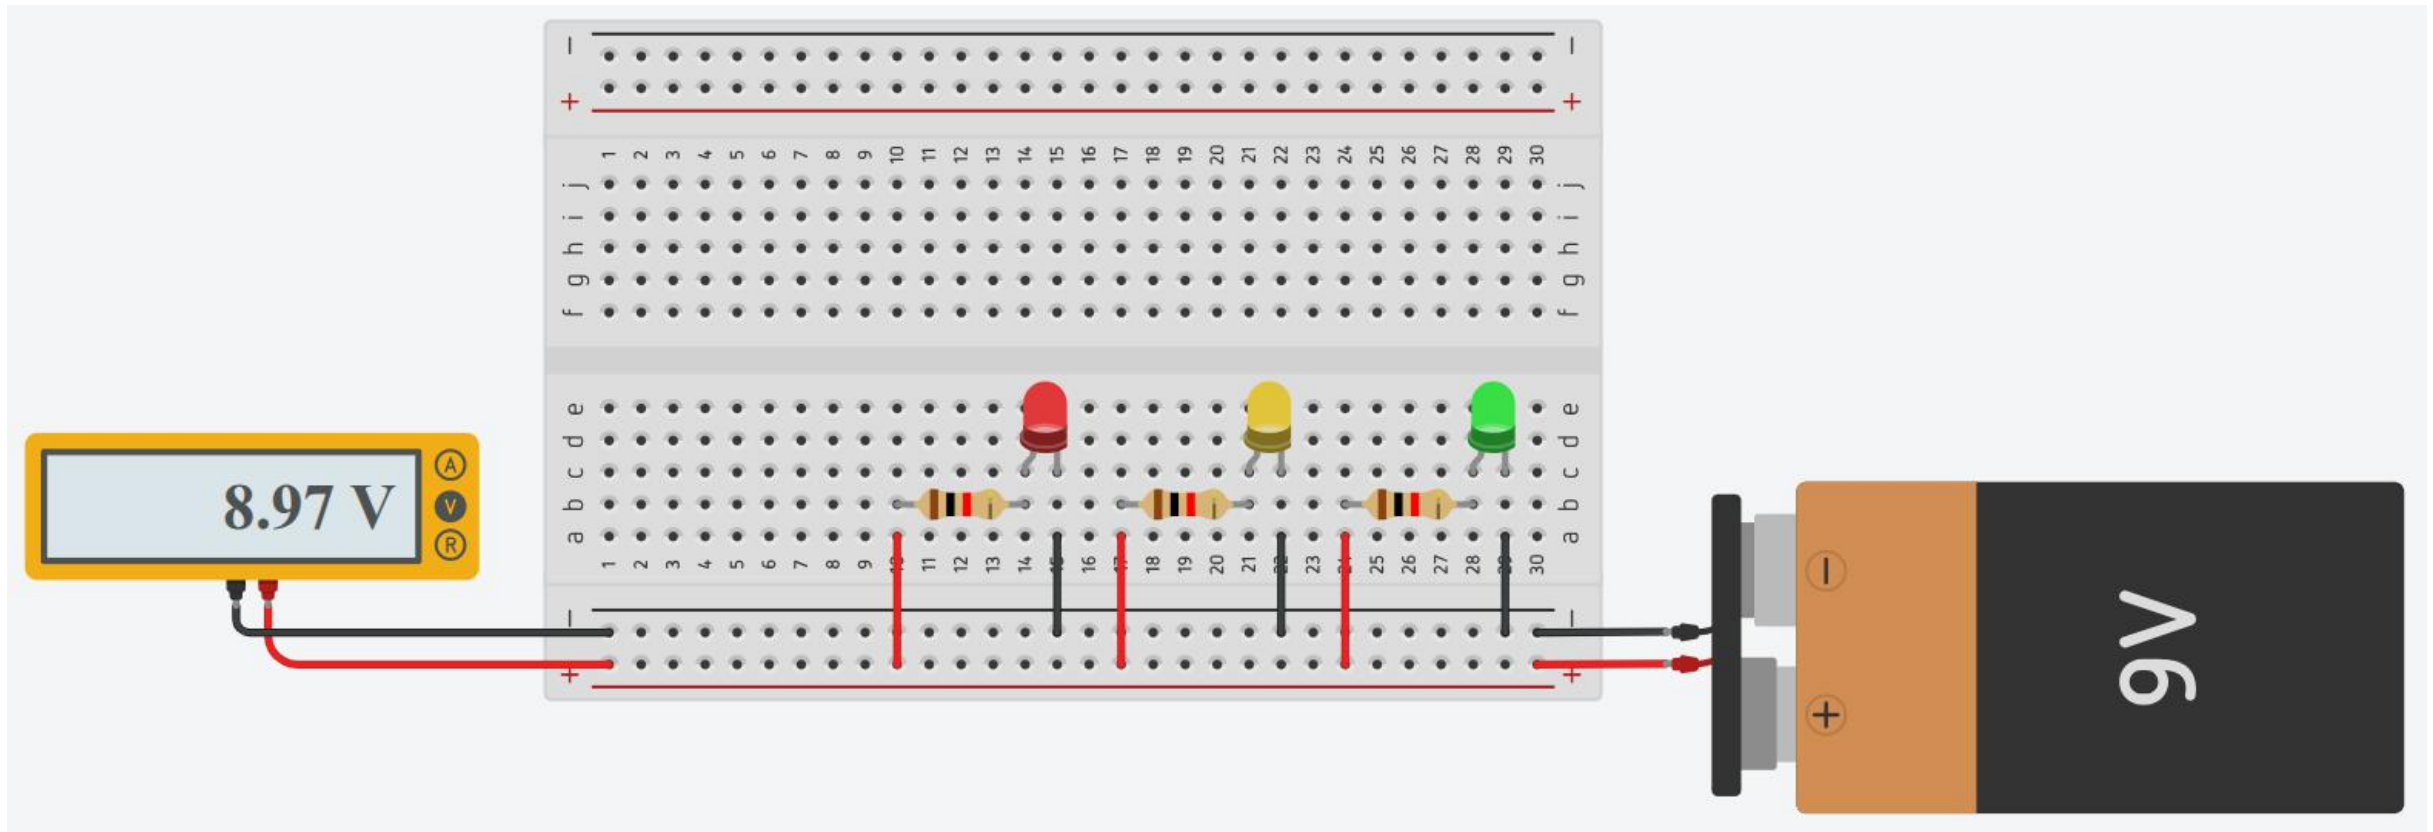 − −
+ +
1 2 3 4 5 6 7 8 9 10 11 12 13 14 15 16 17 18 19 20 21 22 23 24 25 26 27 28 29 30
j j
i i
h h
g g
f f
e e
d d
c c
b b
a a
1 2 3 4 5 6 7 8 9 10 11 12 13 14 15 16 17 18 19 20 21 22 23 24 25 26 27 28 29 30
− −
+ +
8.97 V
A
V
R
−
+
9V